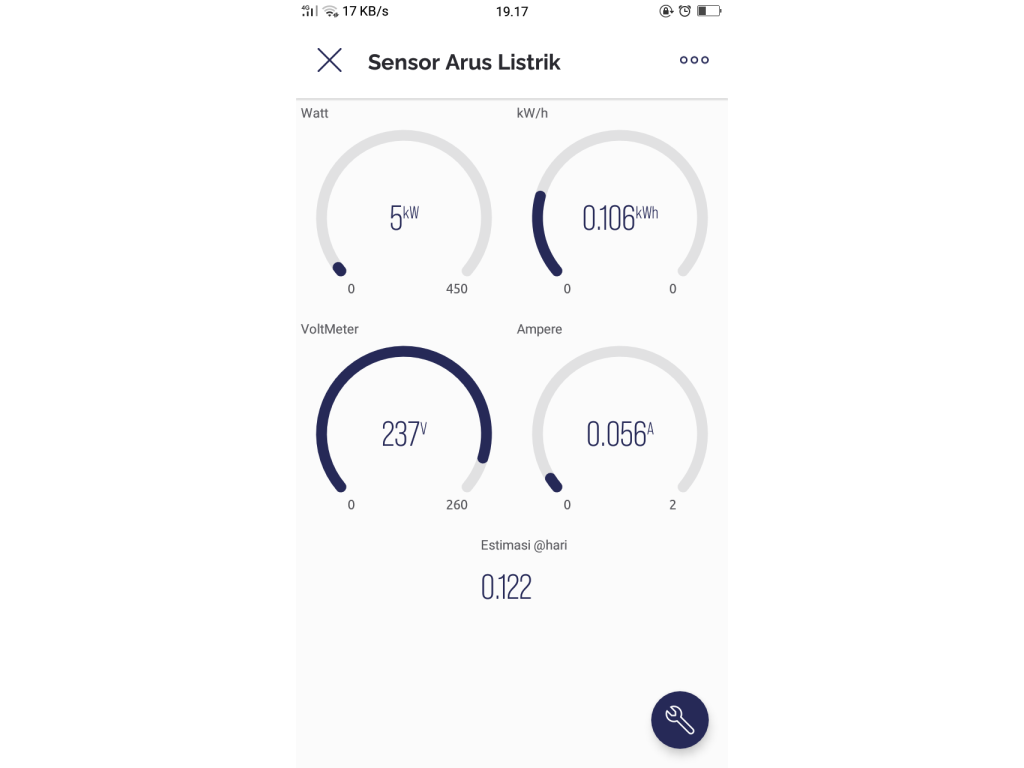 4G 17 KB/s 19.17
Sensor Arus Listrik
Watt kW/h
5kW 0.106kWh
0 450 0 0
VoltMeter Ampere
237V 0.056A
0 260 0 2
Estimasi @hari
0.122